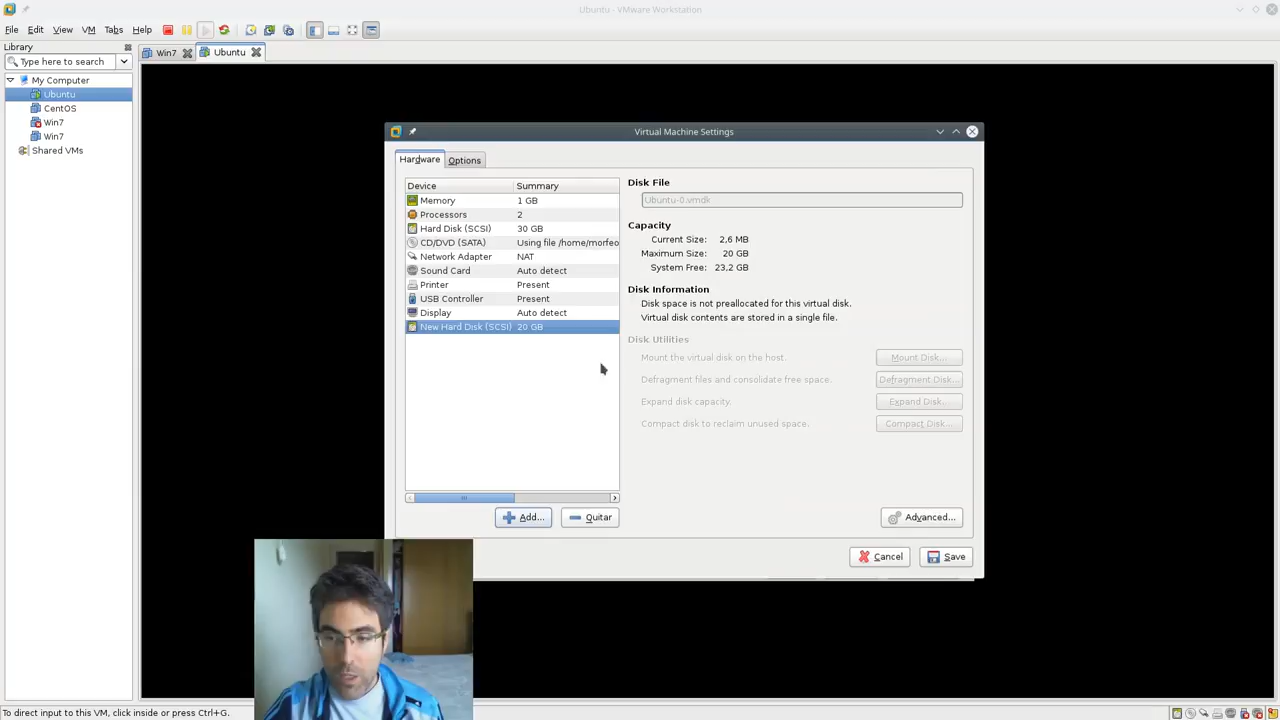 Ubuntu - VMware Workstation
File Edit View VM Tabs Help
Library
Type here to search
My Computer
Ubuntu
CentOS
Win7
Win7
Shared VMs
Win7 Ubuntu
Virtual Machine Settings
Hardware Options
Device Summary
Memory 1 GB
Processors 2
Hard Disk (SCSI) 30 GB
CD/DVD (SATA) Using file /home/morfeo
Network Adapter NAT
Sound Card Auto detect
Printer Present
USB Controller Present
Display Auto detect
New Hard Disk (SCSI) 20 GB
Add... Quitar
Disk File
Ubuntu-0.vmdk
Capacity
Current Size: 2,6 MB
Maximum Size: 20 GB
System Free: 23,2 GB
Disk Information
Disk space is not preallocated for this virtual disk.
Virtual disk contents are stored in a single file.
Disk Utilities
Mount the virtual disk on the host. Mount Disk...
Defragment files and consolidate free space. Defragment Disk...
Expand disk capacity. Expand Disk...
Compact disk to reclaim unused space. Compact Disk...
Advanced...
Cancel Save
To direct input to this VM, click inside or press Ctrl+G.